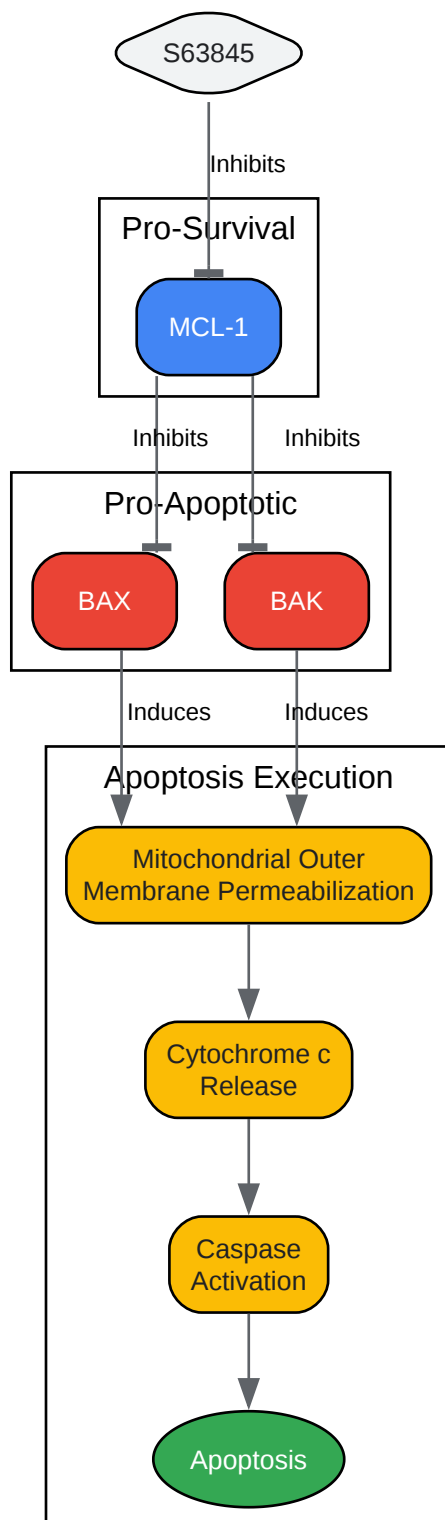 S63845
Inhibits
Pro-Survival
MCL-1
Inhibits
Inhibits
Pro-Apoptotic
BAX
BAK
Induces
Induces
Apoptosis Execution
Mitochondrial Outer
Membrane Permeabilization
Cytochrome c
Release
Caspase
Activation
Apoptosis